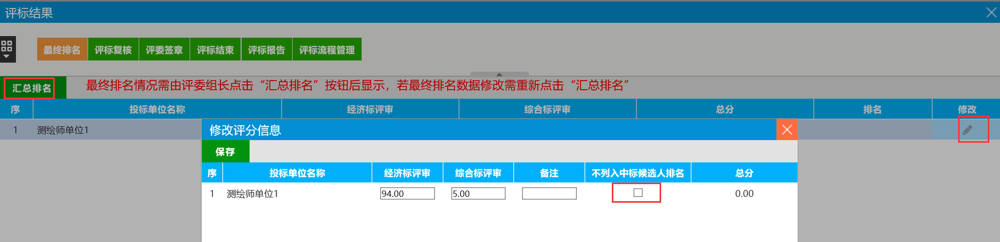 评标结果
最终排名 评标复核 评委签章 评标结束 评标报告 评标流程管理
汇总排名 最终排名情况需由评委组长点击“汇总排名”按钮后显示，若最终排名数据修改需重新点击“汇总排名”
序 投标单位名称 经济标评审 综合标评审 总分 排名 修改
1 测绘师单位1
修改评分信息
保存
序 投标单位名称 经济标评审 综合标评审 备注 不列入中标候选人排名 总分
1 测绘师单位1 94.00 5.00 0.00